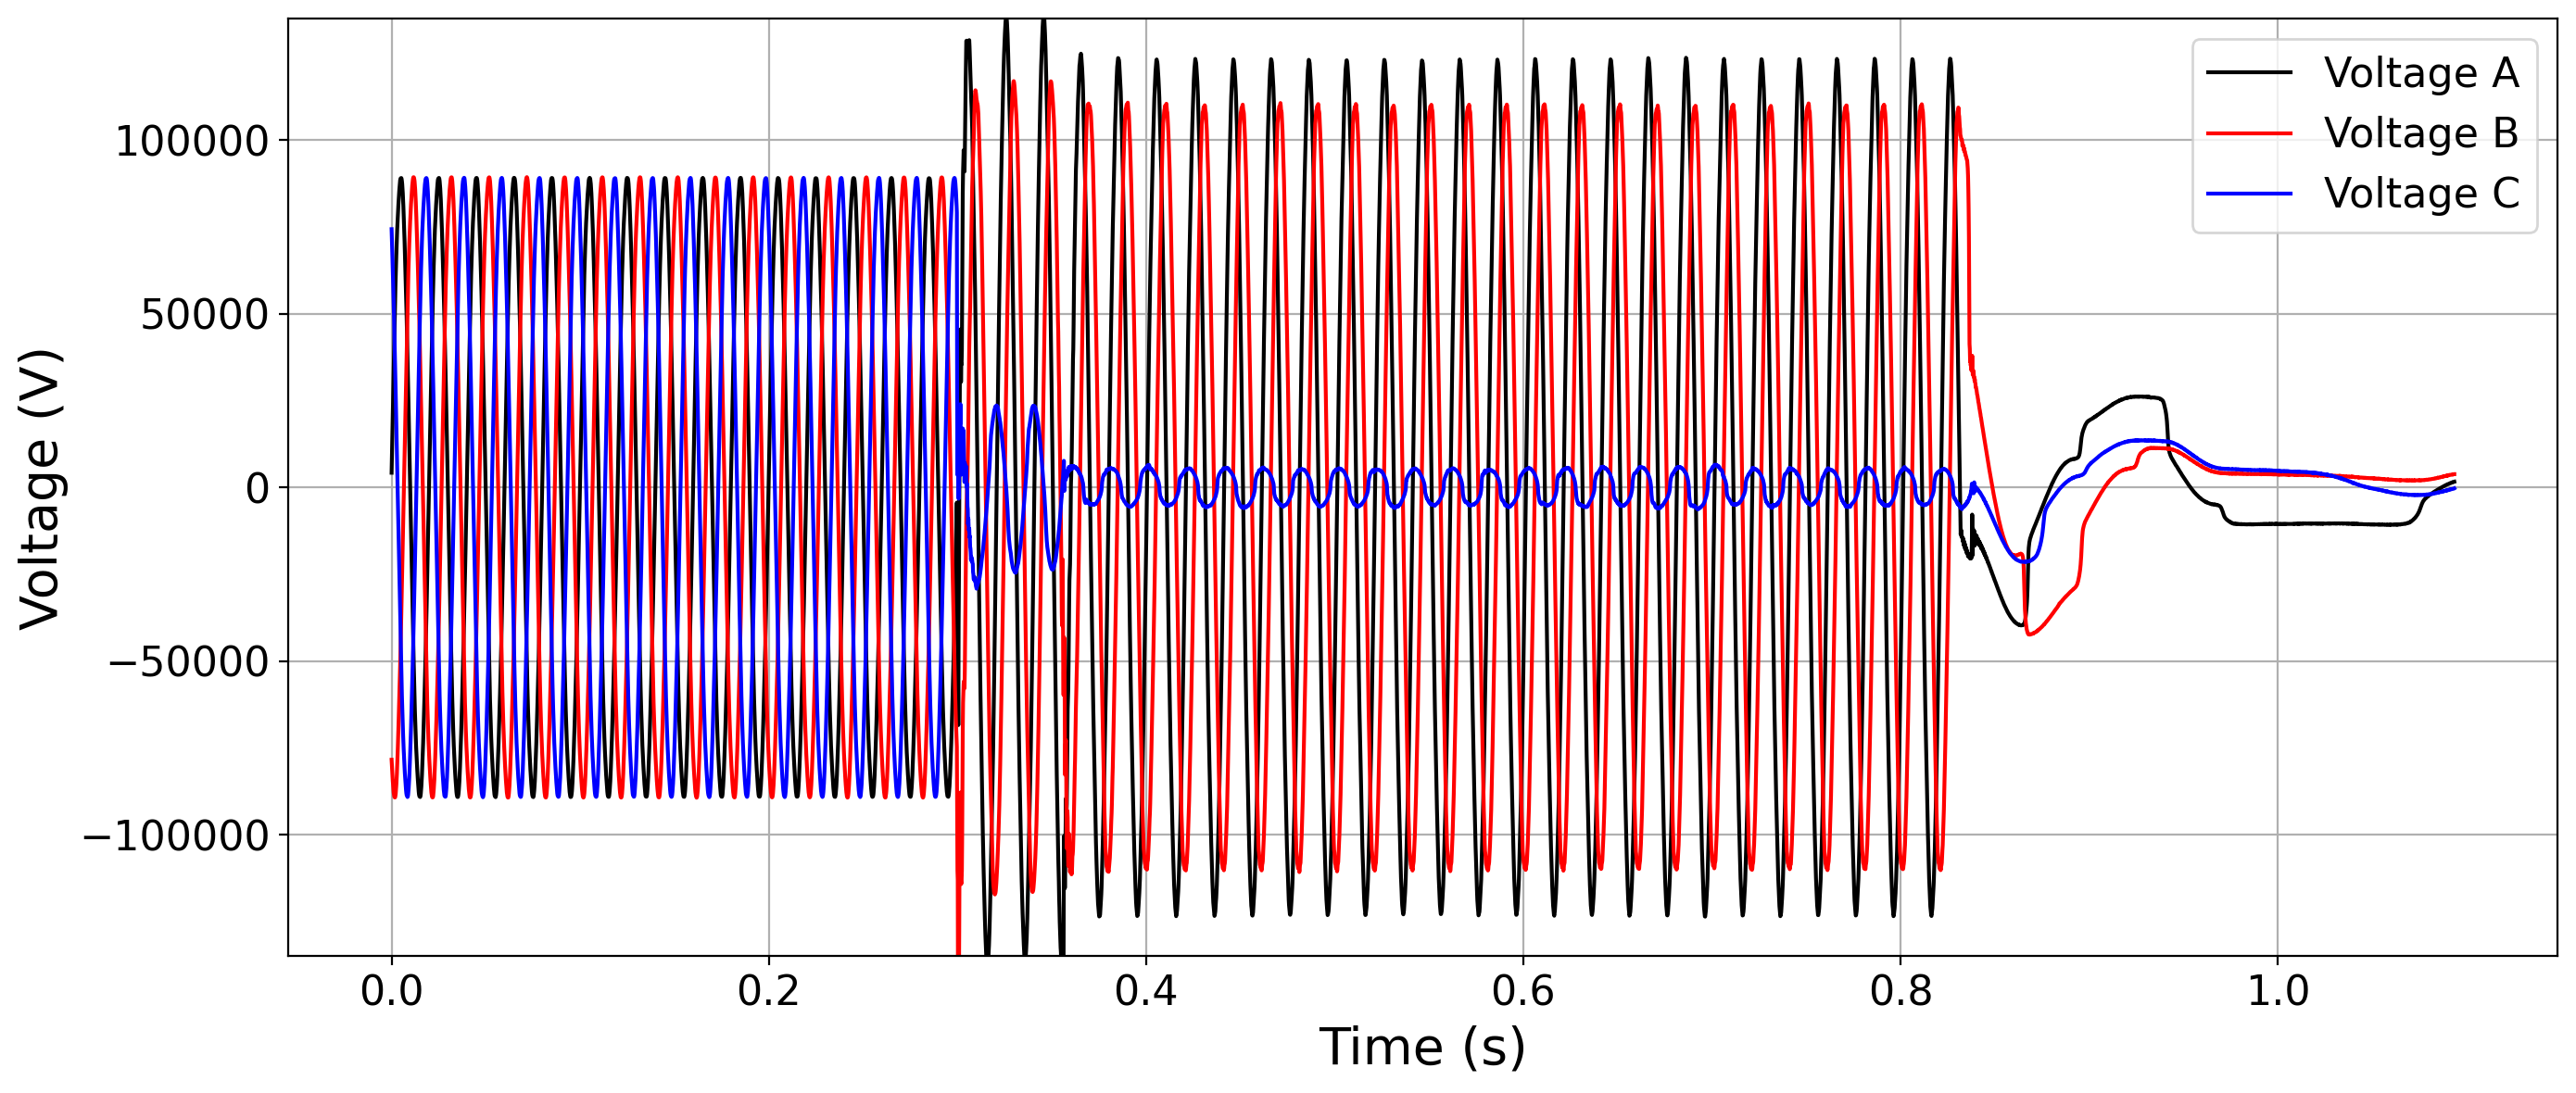 Voltage (V)
100000
50000
0
−50000
−100000
Voltage A
Voltage B
Voltage C
0.0 0.2 0.4 0.6 0.8 1.0
Time (s)